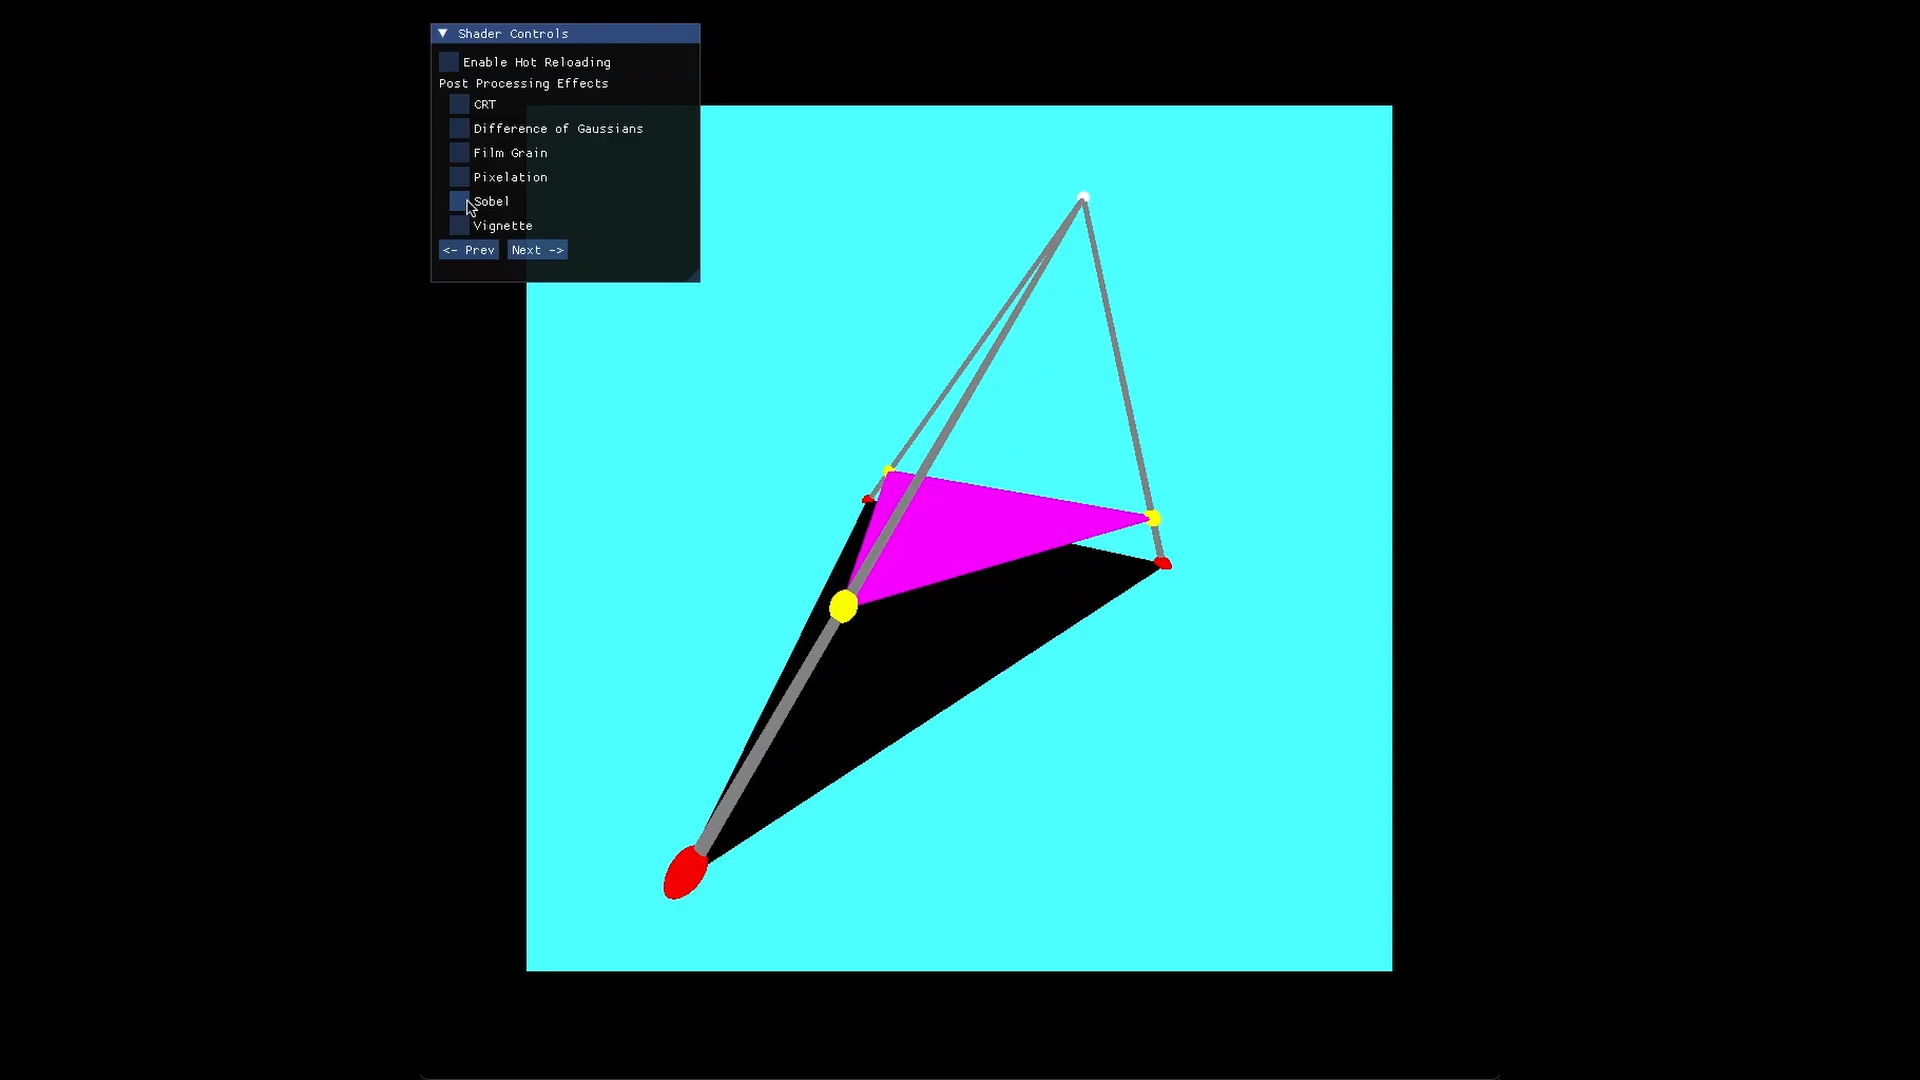 Shader Controls
Enable Hot Reloading
Post Processing Effects
CRT
Difference of Gaussians
Film Grain
Pixelation
Sobel
Vignette
<- Prev Next ->